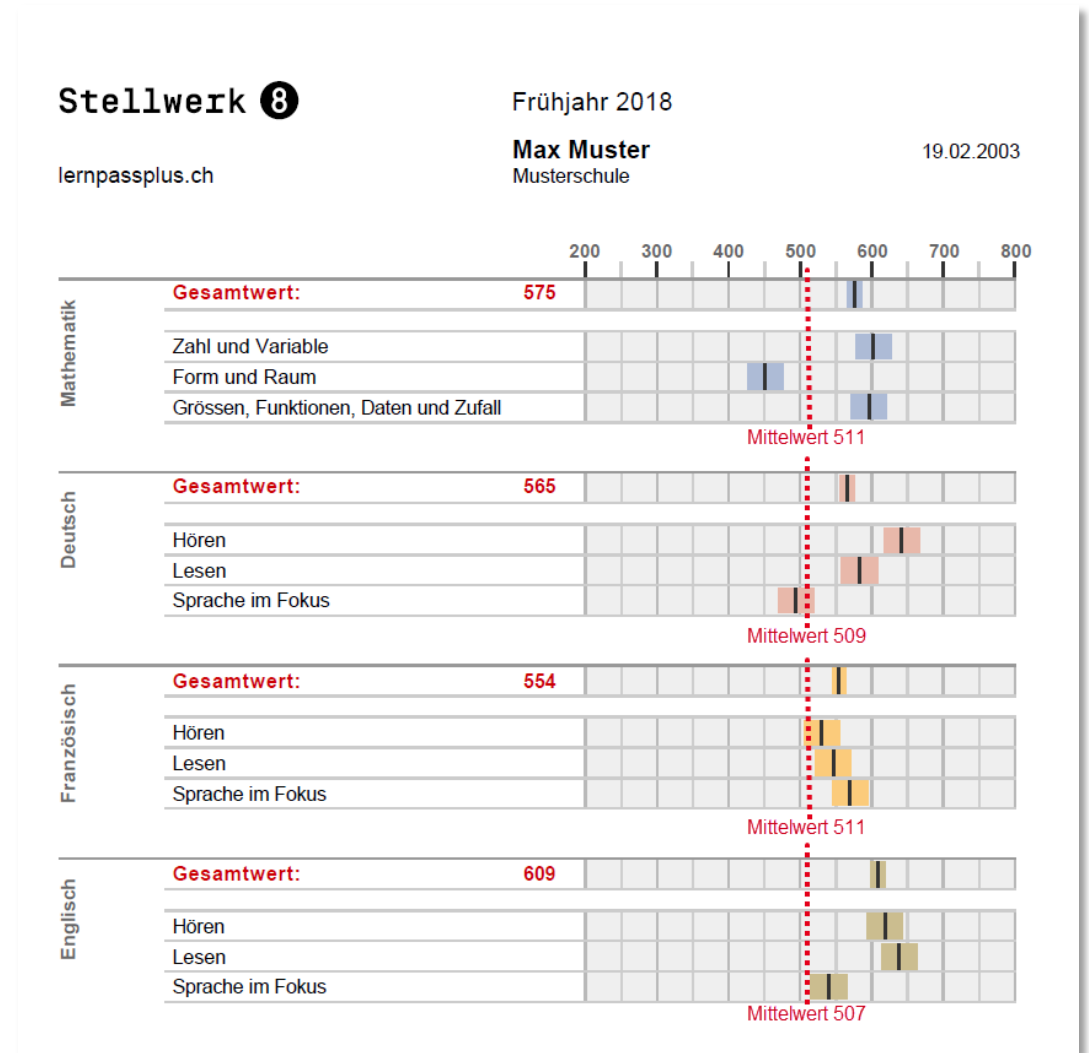 Stellwerk 8
Frühjahr 2018
Max Muster 19.02.2003
lernpassplus.ch
Musterschule
200 300 400 500 600 700 800
Mathematik
Gesamtwert: 575
Zahl und Variable
Form und Raum
Grössen, Funktionen, Daten und Zufall
Mittelwert 511
Deutsch
Gesamtwert: 565
Hören
Lesen
Sprache im Fokus
Mittelwert 509
Französisch
Gesamtwert: 554
Hören
Lesen
Sprache im Fokus
Mittelwert 511
Englisch
Gesamtwert: 609
Hören
Lesen
Sprache im Fokus
Mittelwert 507